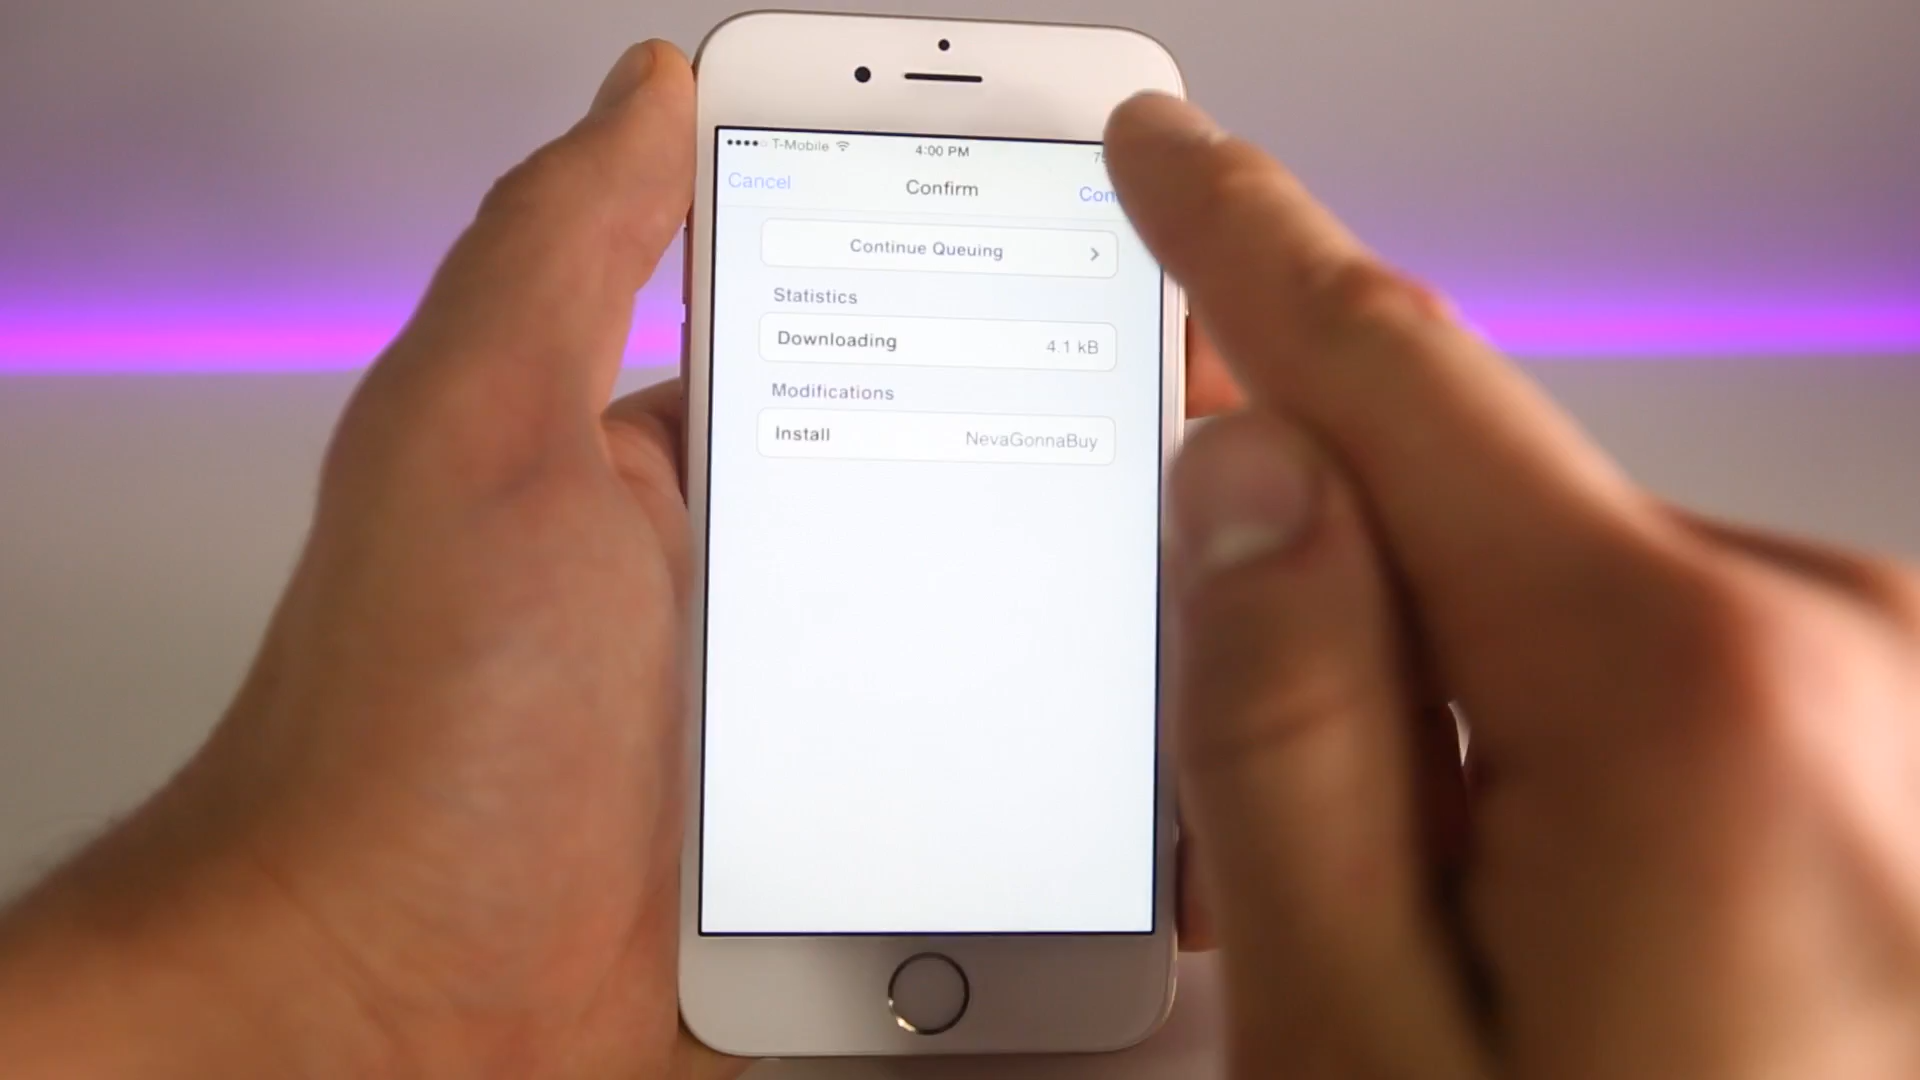 T-Mobile 4:00 PM
Cancel Confirm
Continue Queuing
Statistics
Downloading 4.1 kB
Modifications
Install NevaGonnaBuy